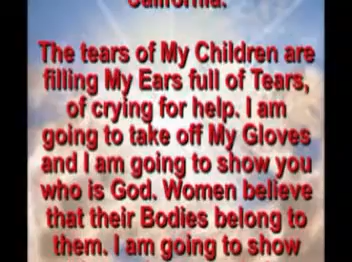 California.
The tears of My Children are
filling My Ears full of Tears,
of crying for help. I am
going to take off My Gloves
and I am going to show you
who is God. Women believe
that their Bodies belong to
them. I am going to show